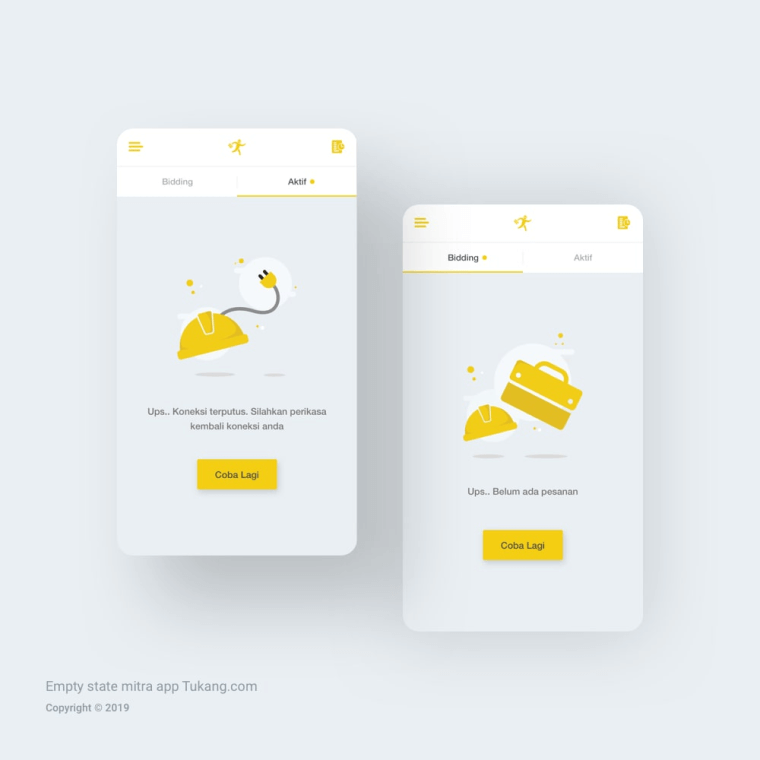 Bidding
Aktif
Ups.. Koneksi terputus. Silahkan perikasa
kembali koneksi anda
Coba Lagi
Bidding
Aktif
Ups.. Belum ada pesanan
Coba Lagi
Empty state mitra app Tukang.com
Copyright © 2019